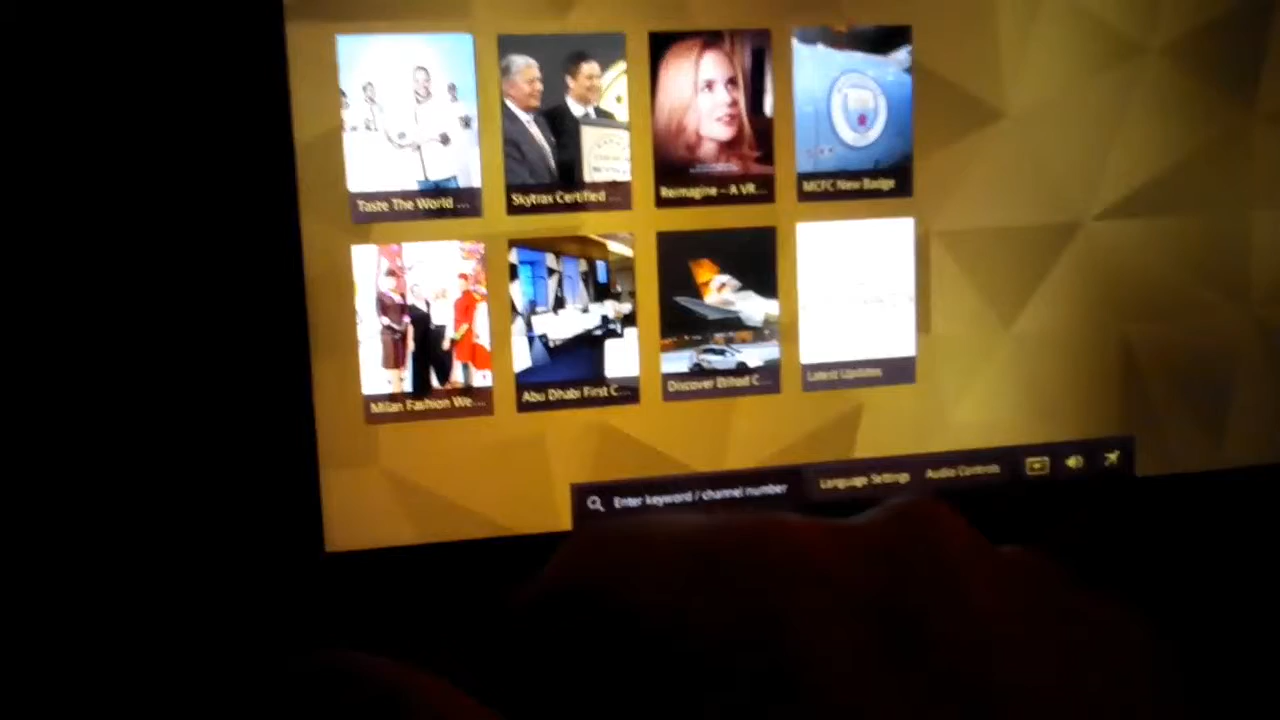 Taste The World ...
Skytrax Certified ...
Reimagine – A VR...
MCFC New Badge
Milan Fashion We...
Abu Dhabi First C...
Discover Etihad C...
Latest Updates
Enter keyword / channel number
Language Settings
Audio Controls